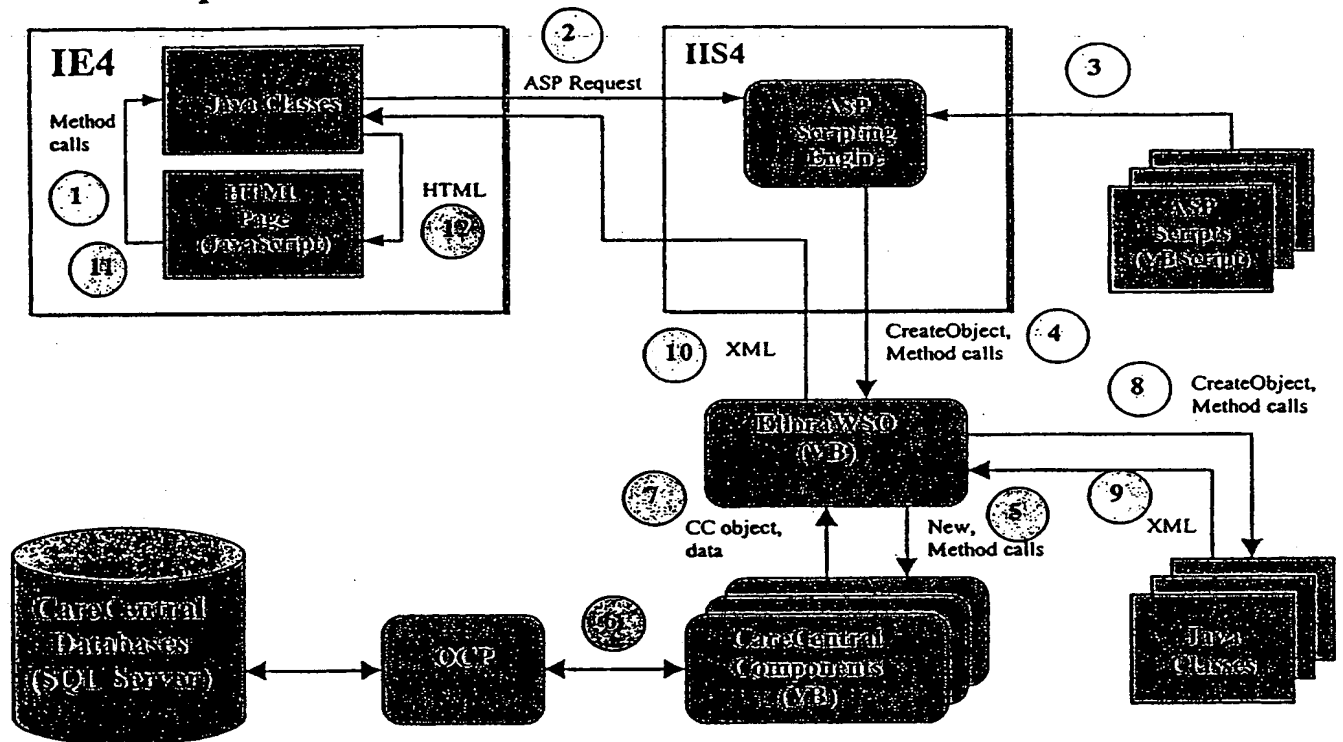 IE4
Java Classes
Method
calls
1
11
HTML
Page
(JavaScript)
HTML
12
2
ASP Request
IIS4
ASP
Scripting
Engine
3
ASP
Scripts
(VBScript)
10
XML
CreateObject,
Method calls
4
ElloraWSO
(VB)
8
CreateObject,
Method calls
7
CC object,
data
New,
Method calls
5
9
XML
Java
Classes
CareCentral
Databases
(SQL Server)
OCP
6
CareCentral
Components
(VB)